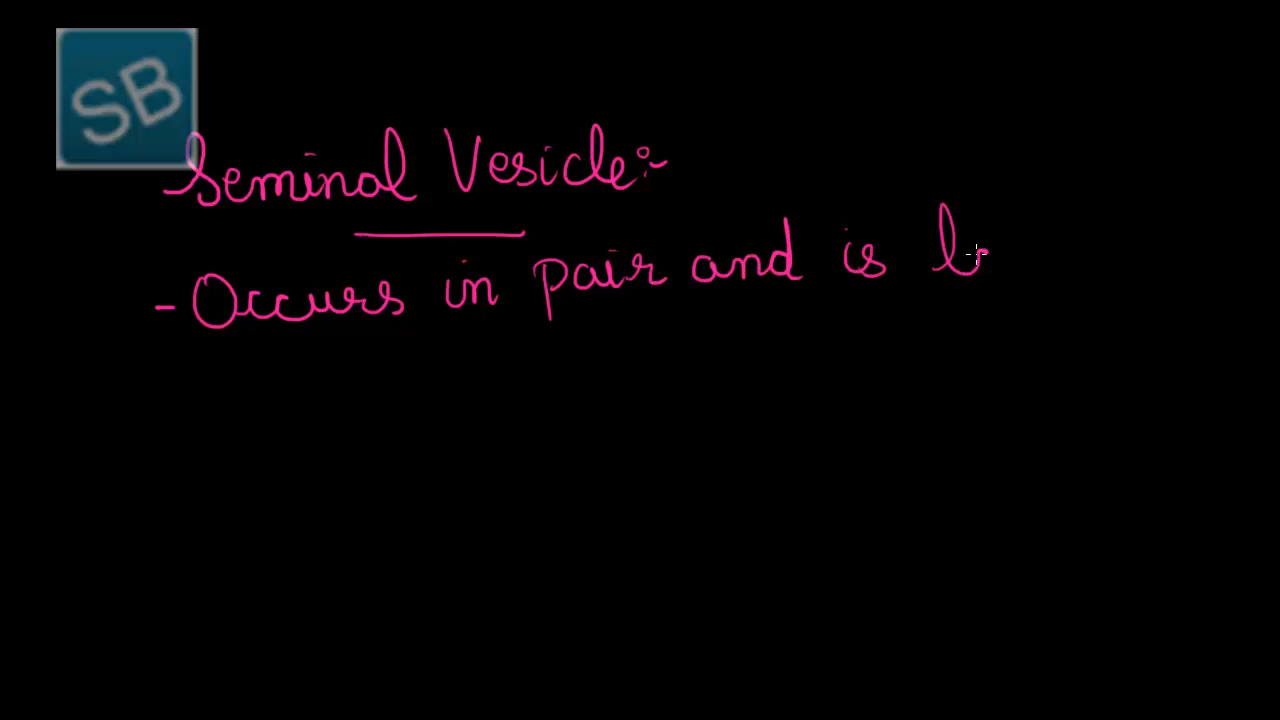 SB
Seminal Vesicle:-
- Occurs in pair and is